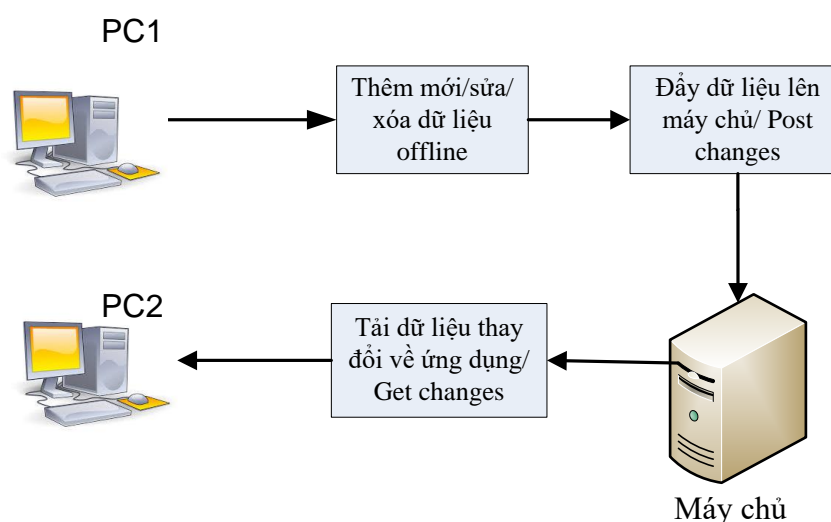 PC1
Thêm mới/sửa/
xóa dữ liệu
offline
Đẩy dữ liệu lên
máy chủ/ Post
changes
PC2
Tải dữ liệu thay
đổi về ứng dụng/
Get changes
Máy chủ